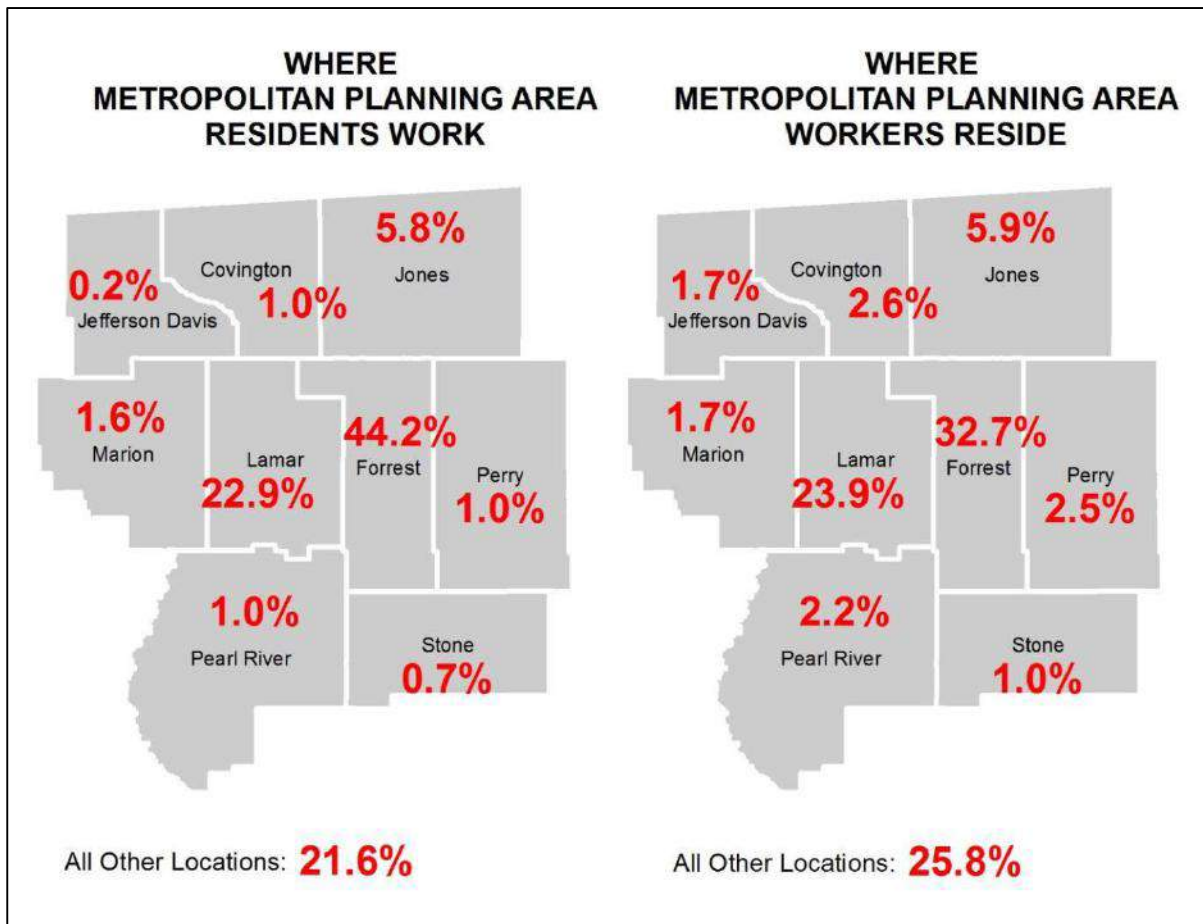 WHERE
METROPOLITAN PLANNING AREA
RESIDENTS WORK
5.8%
Jones
Covington
1.0%
0.2%
Jefferson Davis
1.6%
Marion
Lamar
22.9%
44.2%
Forrest
Perry
1.0%
1.0%
Pearl River
Stone
0.7%
All Other Locations: 21.6%
WHERE
METROPOLITAN PLANNING AREA
WORKERS RESIDE
5.9%
Jones
Covington
2.6%
1.7%
Jefferson Davis
1.7%
Marion
Lamar
23.9%
32.7%
Forrest
Perry
2.5%
2.2%
Pearl River
Stone
1.0%
All Other Locations: 25.8%